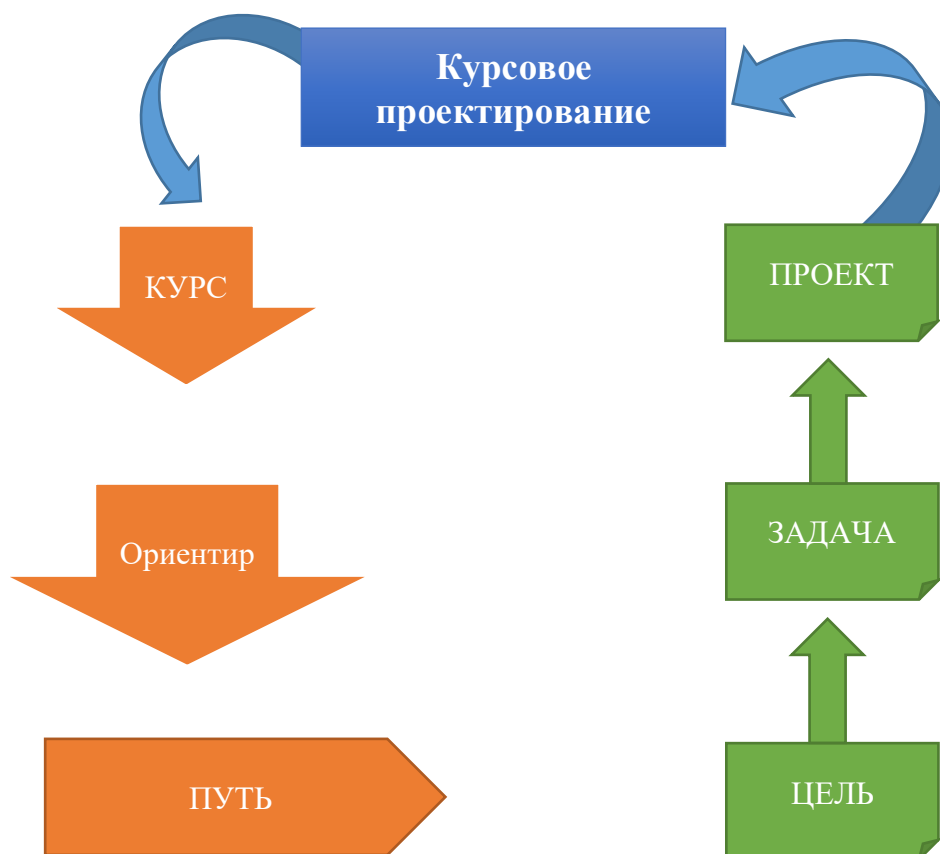 Курсовое
проектирование
КУРС
ПРОЕКТ
Ориентир
ЗАДАЧА
ПУТЬ
ЦЕЛЬ